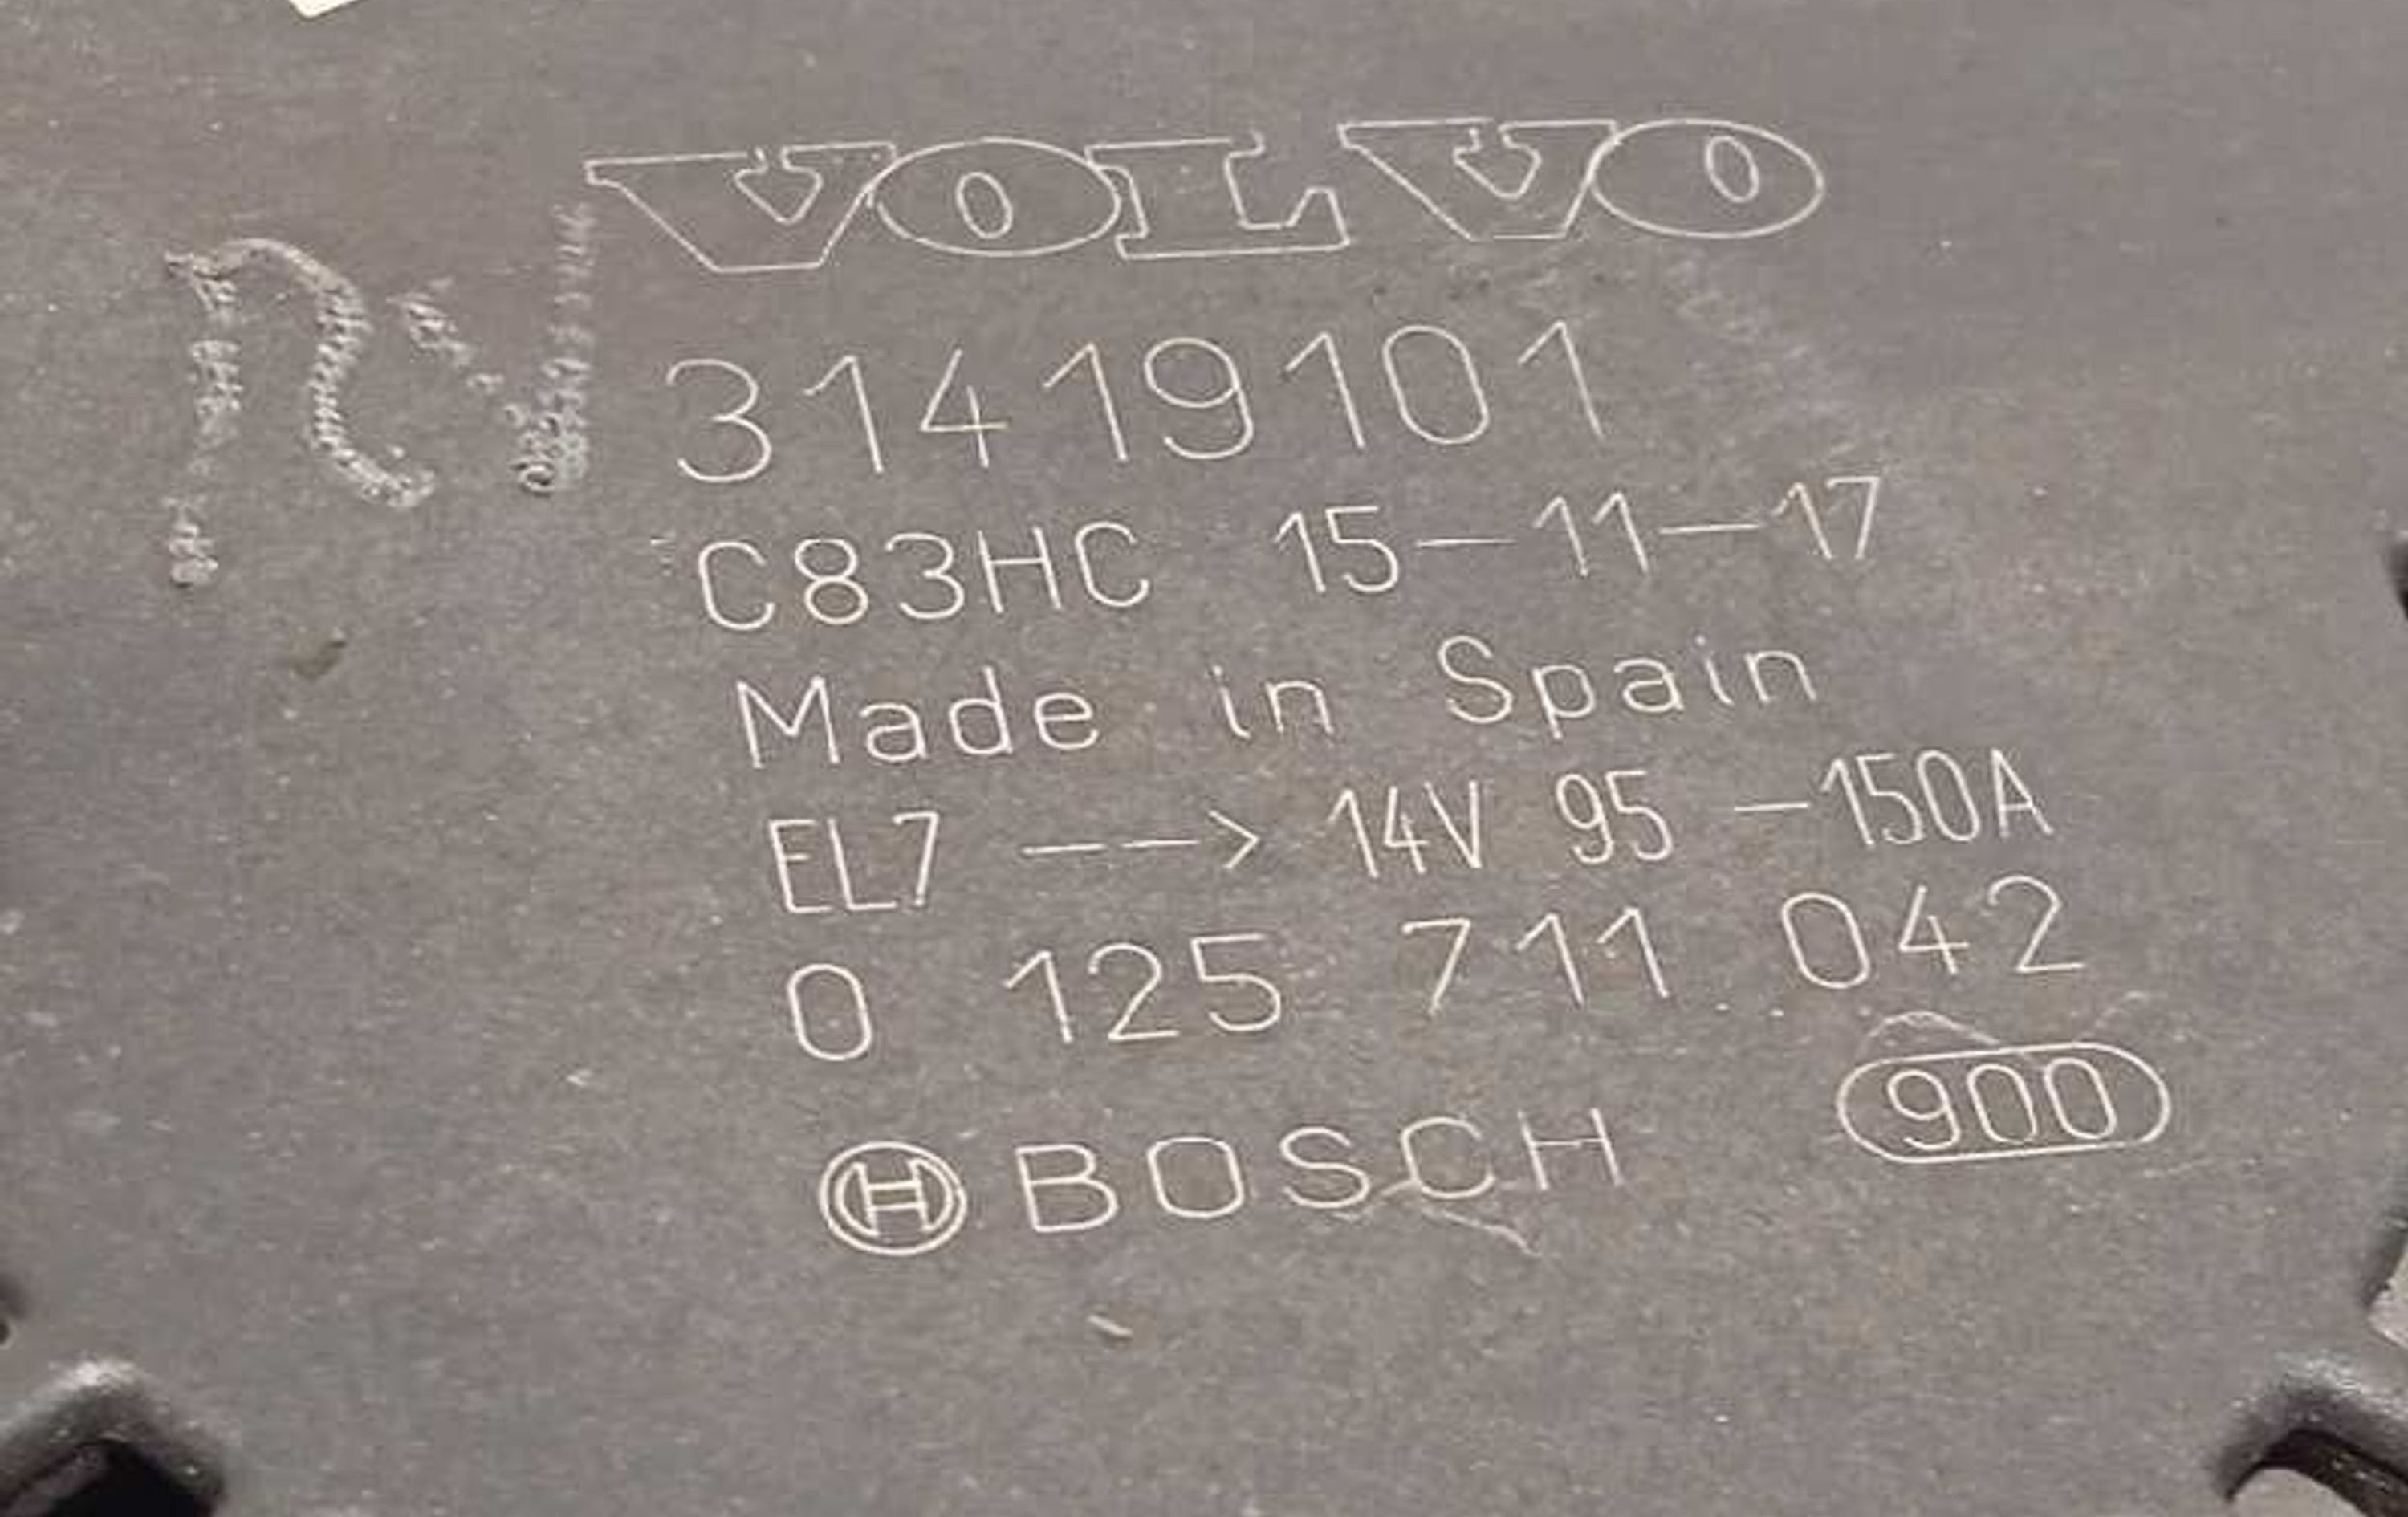 VOLVO
31419101
C83HC 15-11-17
Made in Spain
EL7 --> 14V 95 -150A
0 125 711 042
900
BOSCH